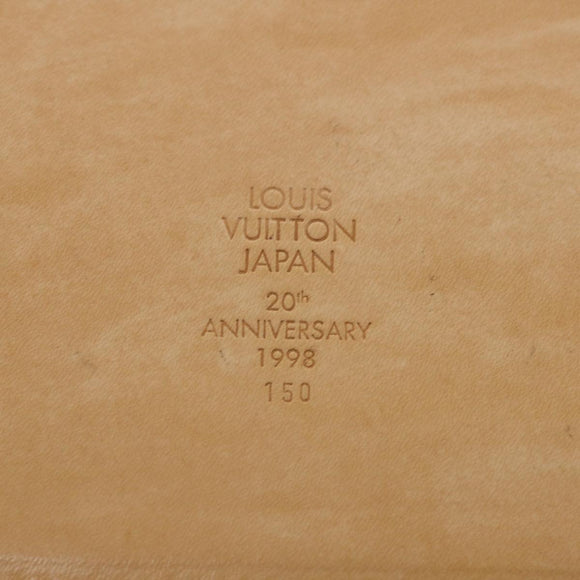 LOUIS
VUITTON
JAPAN
20th
ANNIVERSARY
1998
150